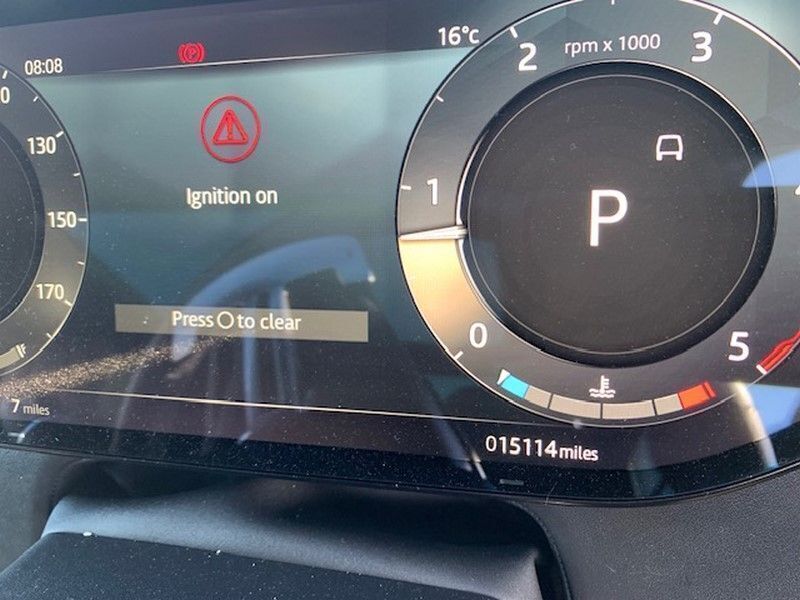 08:08
(P)
16°c
2
rpm x 1000
3
0
130
Ignition on
1
P
150
170
Press O to clear
0
5
F
7 miles
015114 miles